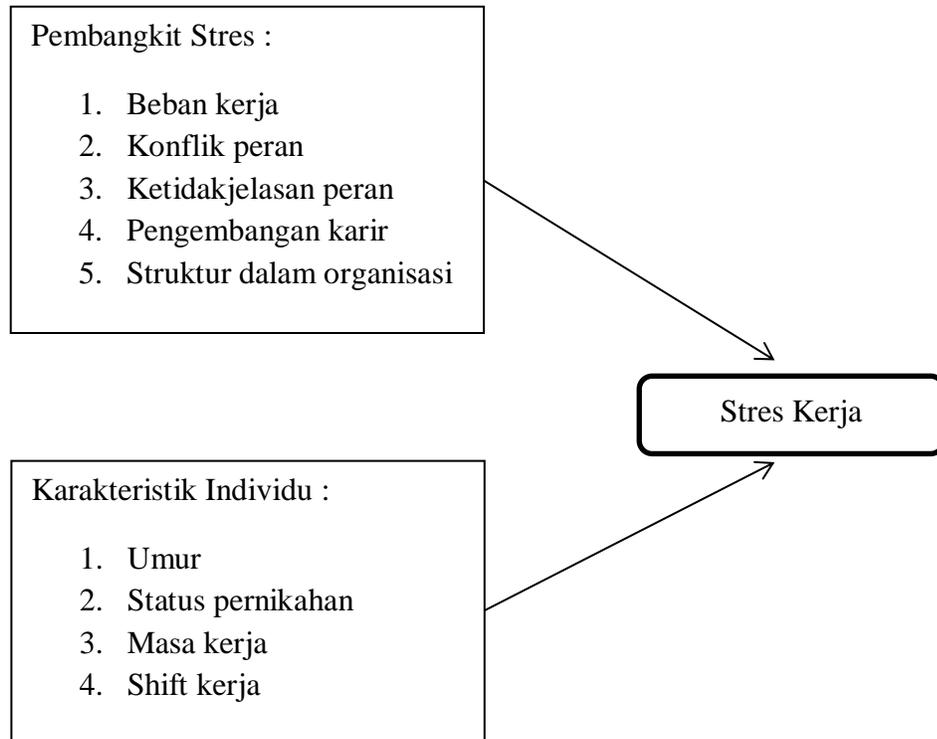 Pembangkit Stres :
1. Beban kerja
2. Konflik peran
3. Ketidakjelasan peran
4. Pengembangan karir
5. Struktur dalam organisasi
Stres Kerja
Karakteristik Individu :
1. Umur
2. Status pernikahan
3. Masa kerja
4. Shift kerja